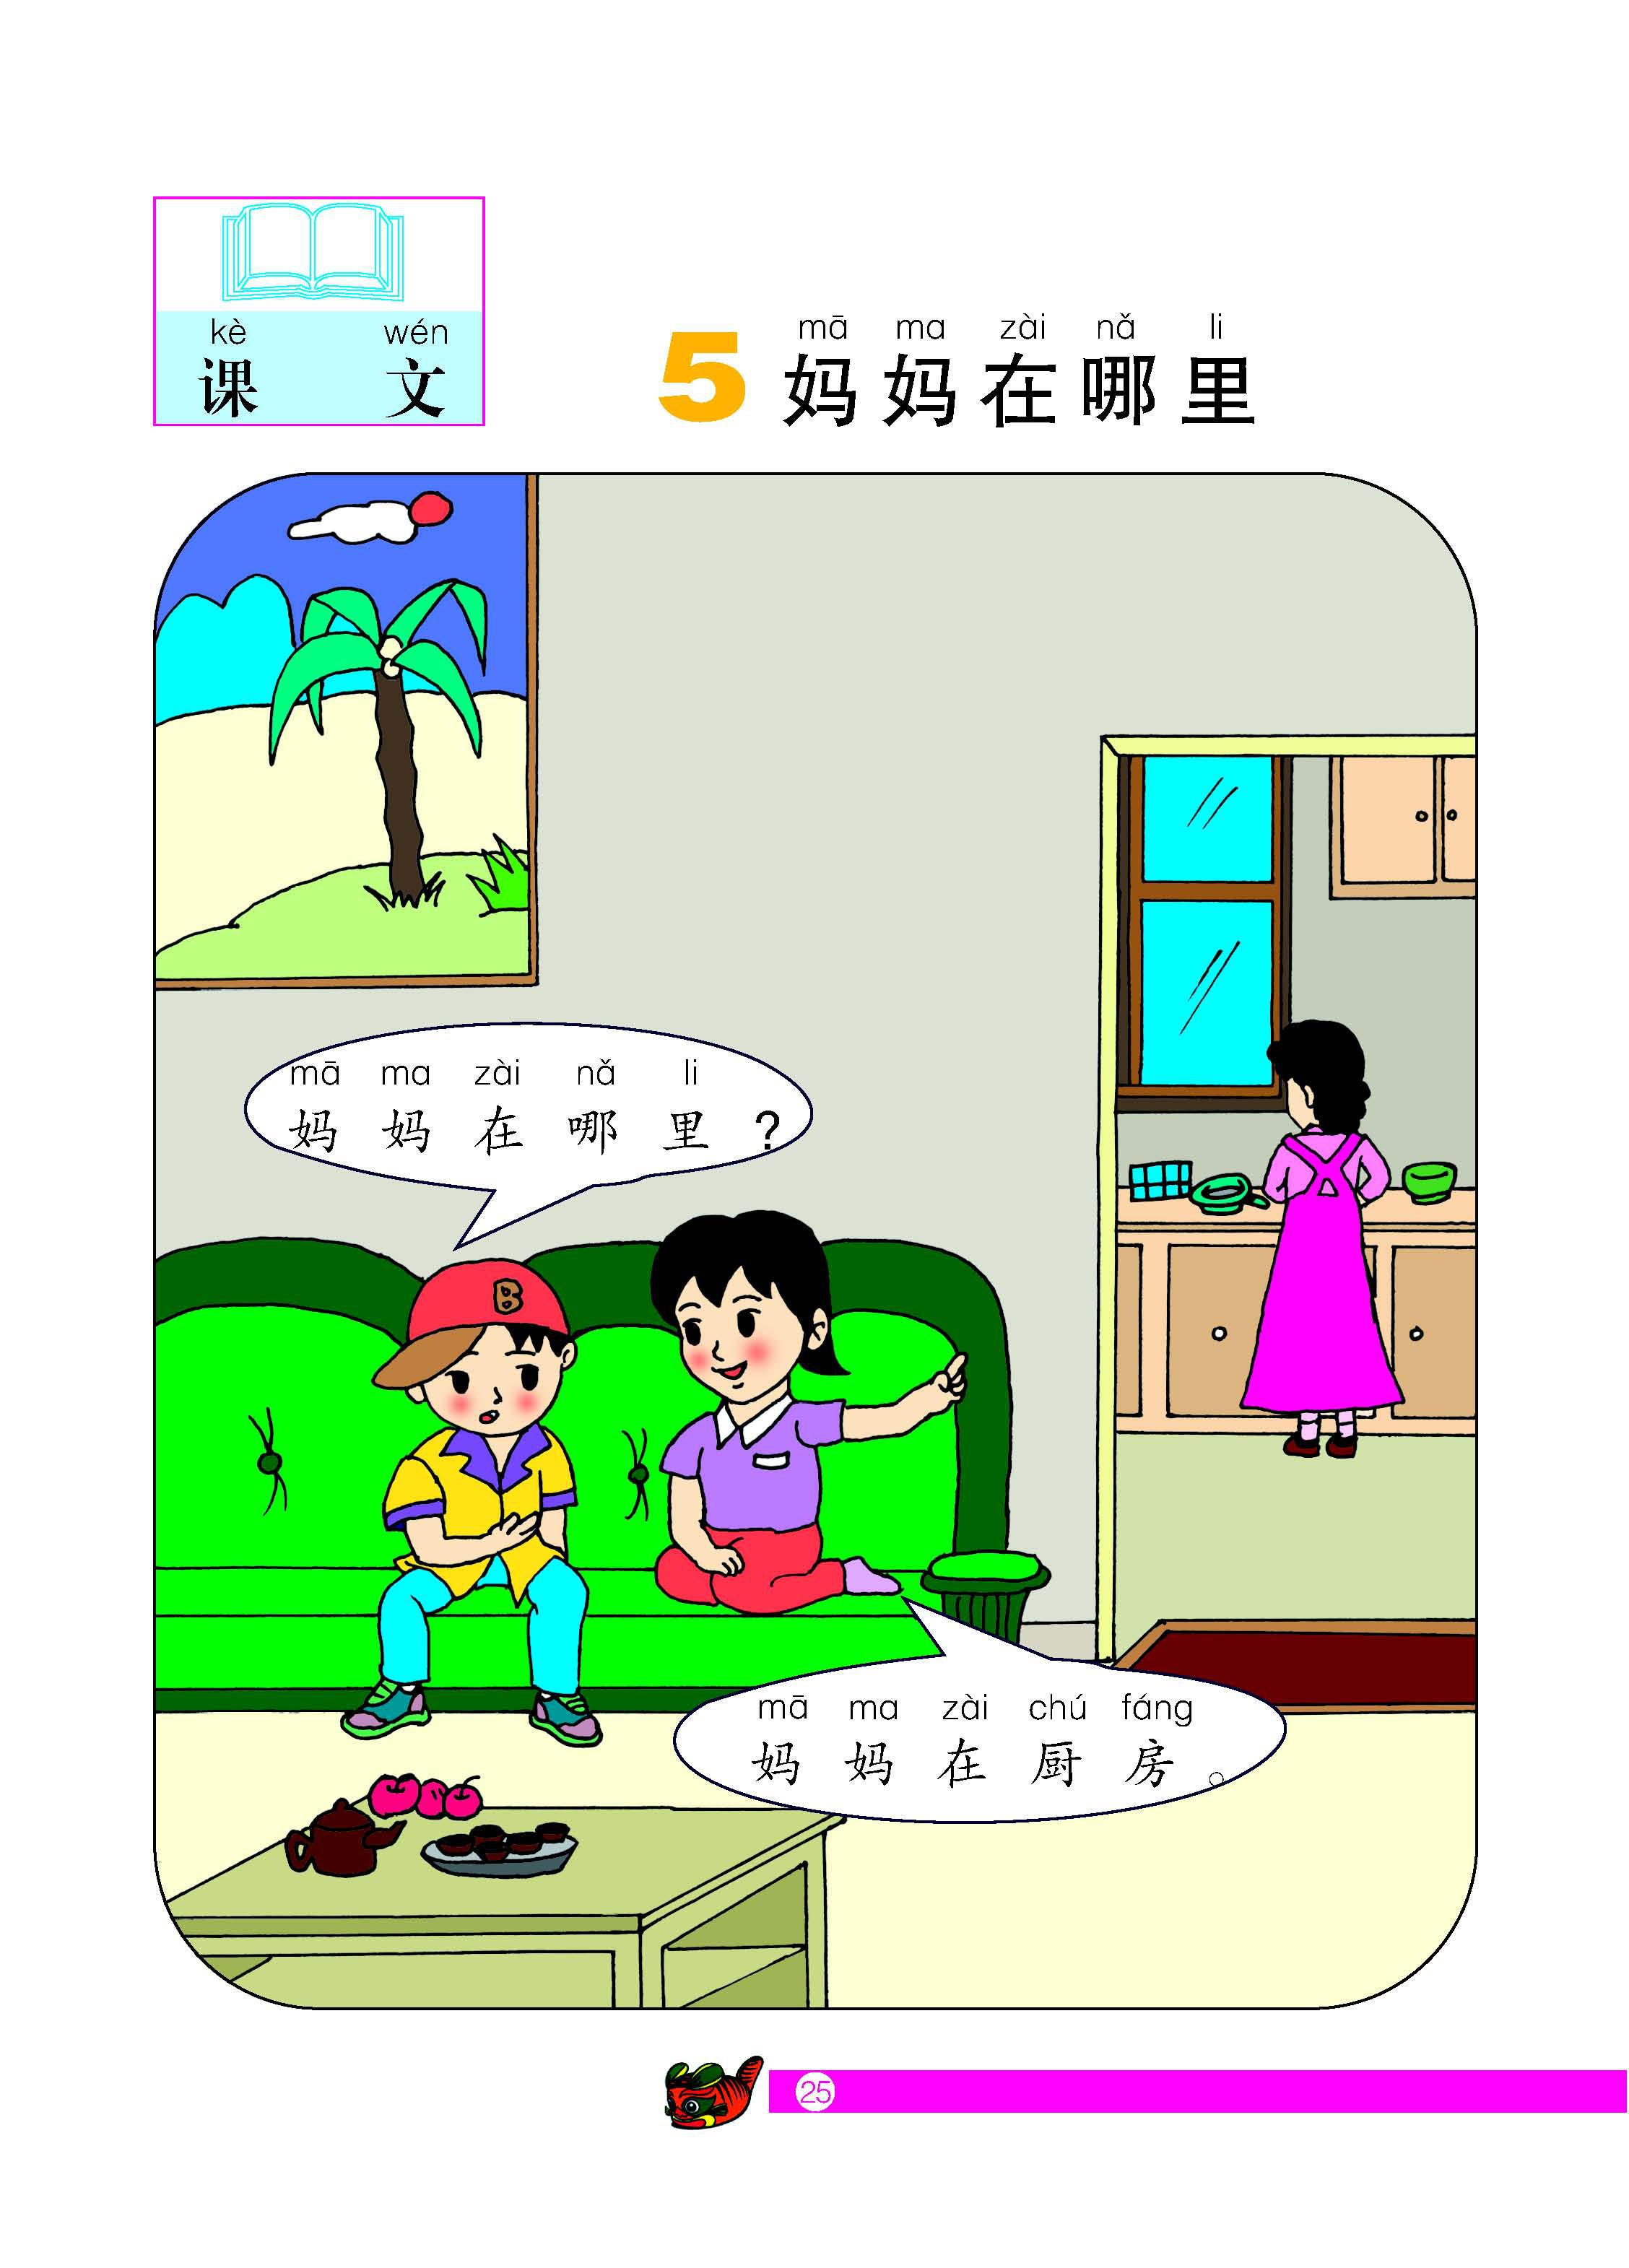 kè wén
课 文
5
mā ma zài nǎ li
妈妈在哪里
mā ma zài nǎ li
妈 妈 在 哪 里 ?
B
mā ma zài chú fáng
妈 妈 在 厨 房 。
25